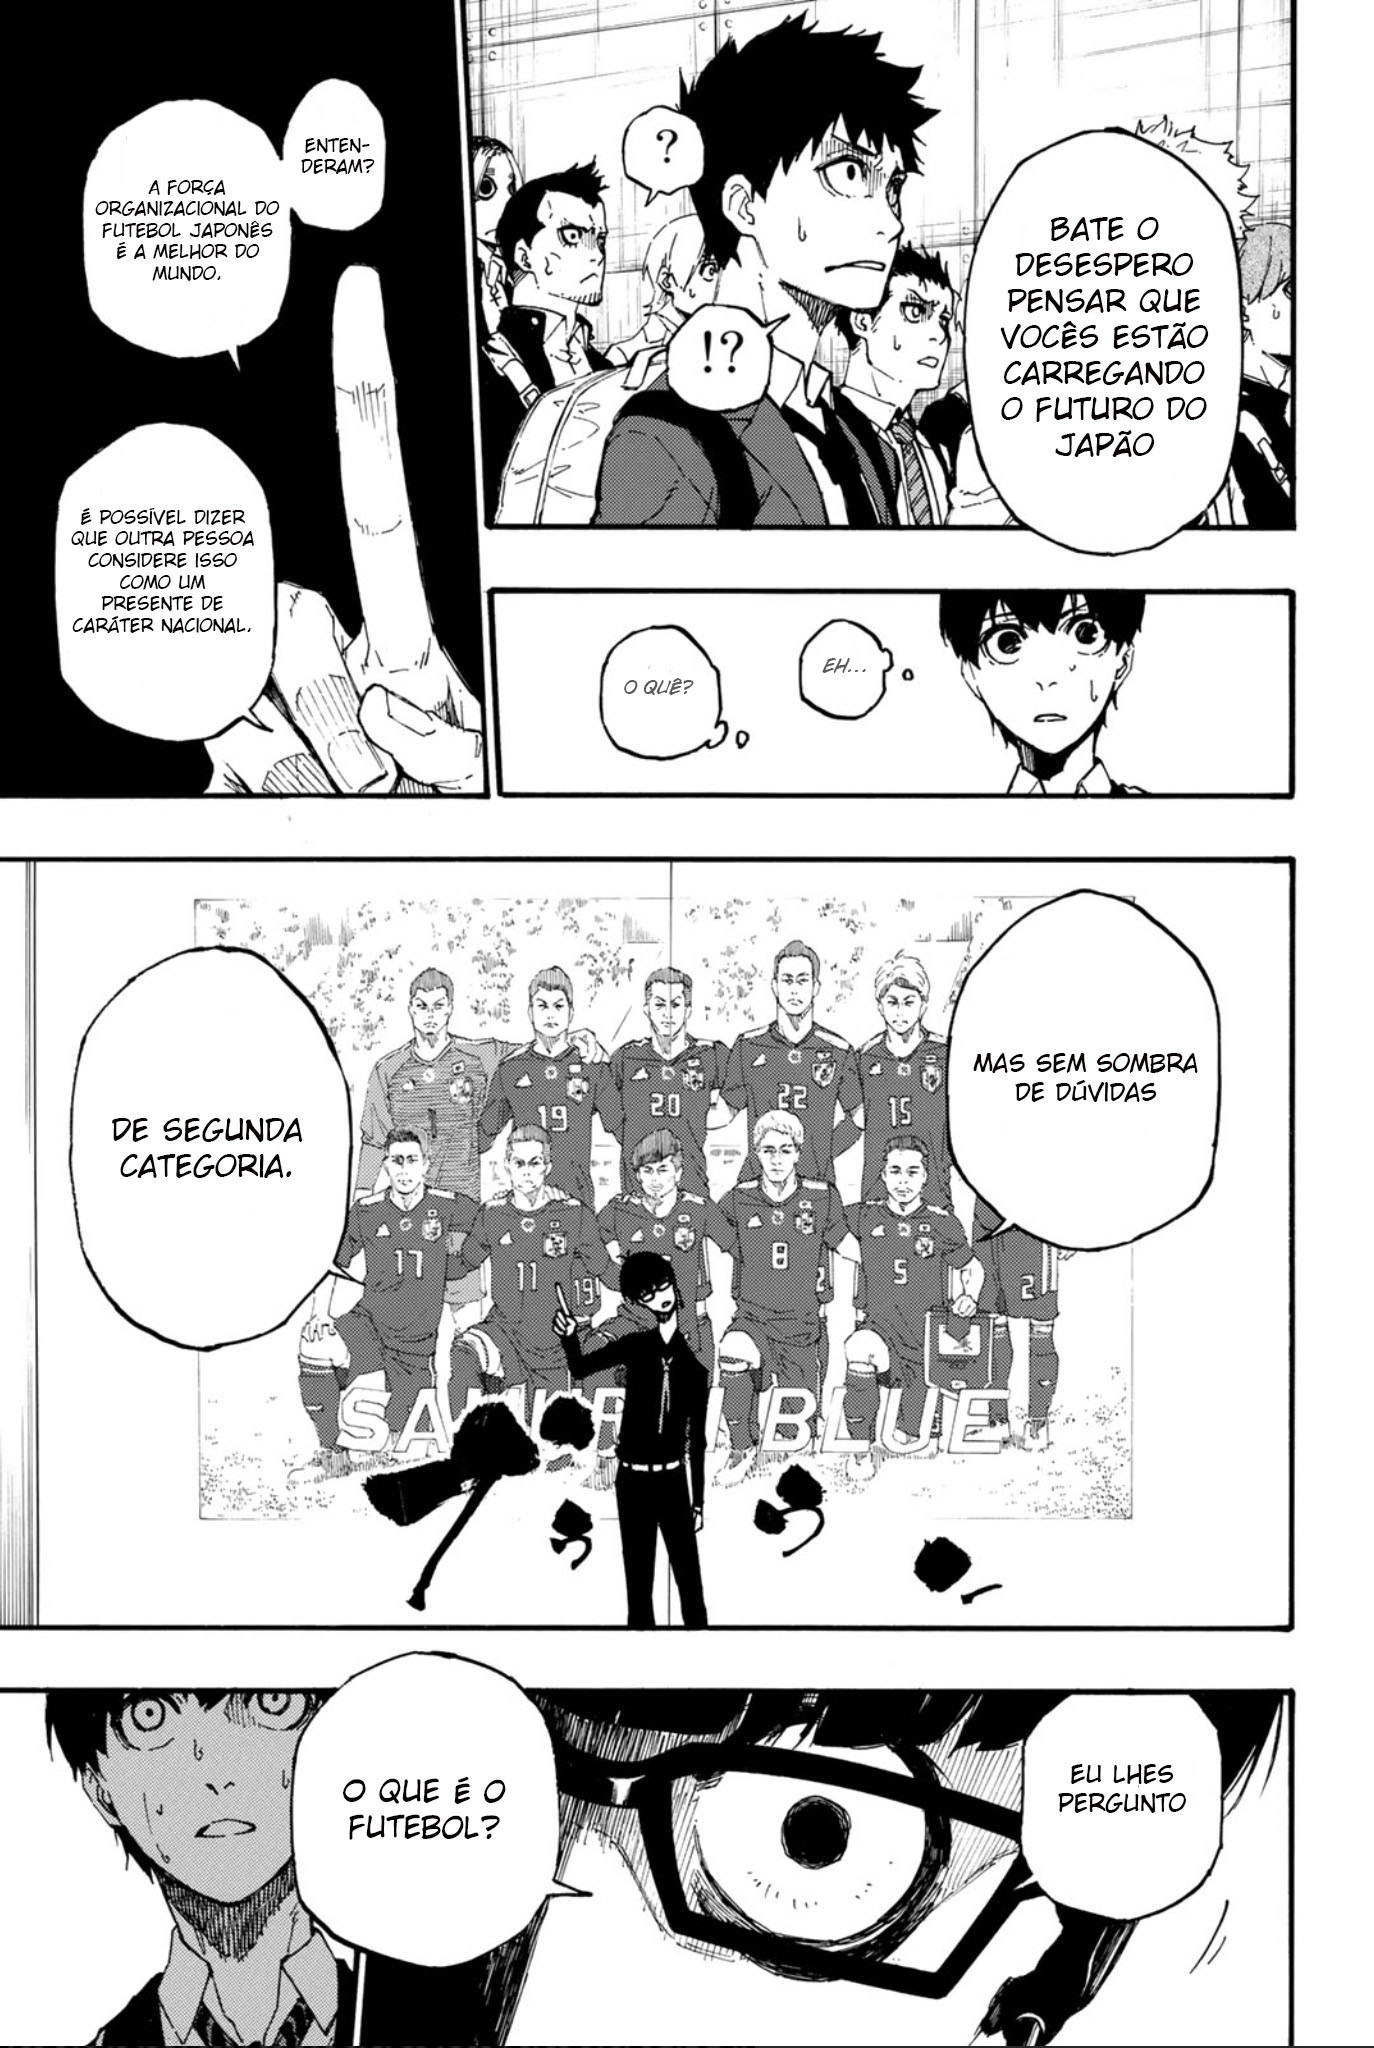 BATE O
DESESPERO
PENSAR QUE
VOCÊS ESTÃO
CARREGANDO
O FUTURO DO
JAPÃO
?
!?
EH...
O QUÊ?
ENTEN-
DERAM?
A FORÇA
ORGANIZACIONAL DO
FUTEBOL JAPONÊS
É A MELHOR DO
MUNDO.
É POSSÍVEL DIZER
QUE OUTRA PESSOA
CONSIDERE ISSO
COMO UM
PRESENTE DE
CARÁTER NACIONAL.
MAS SEM SOMBRA
DE DÚVIDAS
DE SEGUNDA
CATEGORIA.
1
19
20
22
15
17
11
19
8
2
5
2
BLUE
EU LHES
PERGUNTO
O QUE É O
FUTEBOL?